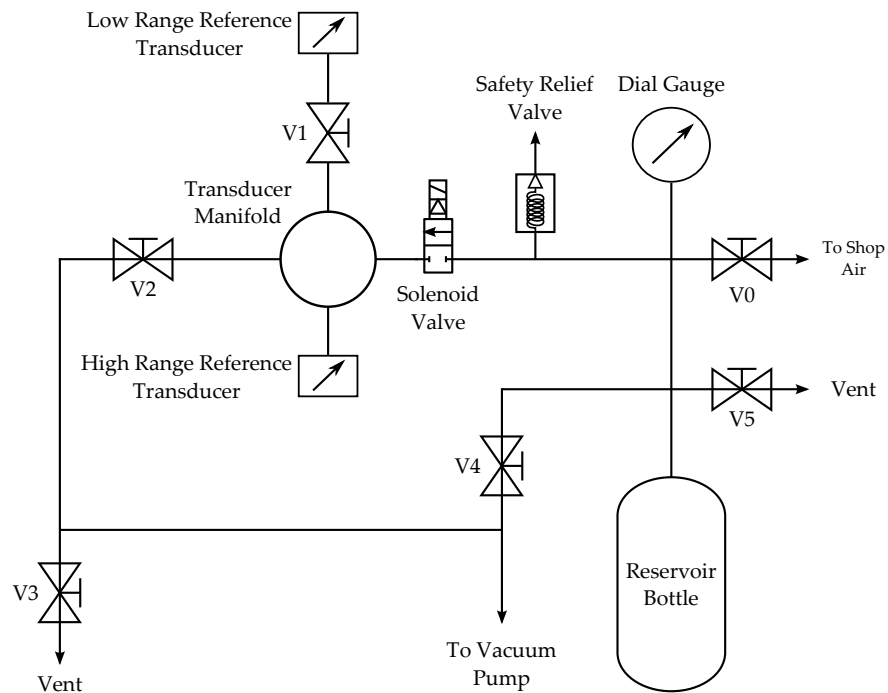 Low Range Reference
Transducer
Safety Relief
Valve
Dial Gauge
V1
Transducer
Manifold
V2
Solenoid
Valve
V0
To Shop
Air
High Range Reference
Transducer
V5
Vent
V4
V3
Reservoir
Bottle
To Vacuum
Pump
Vent